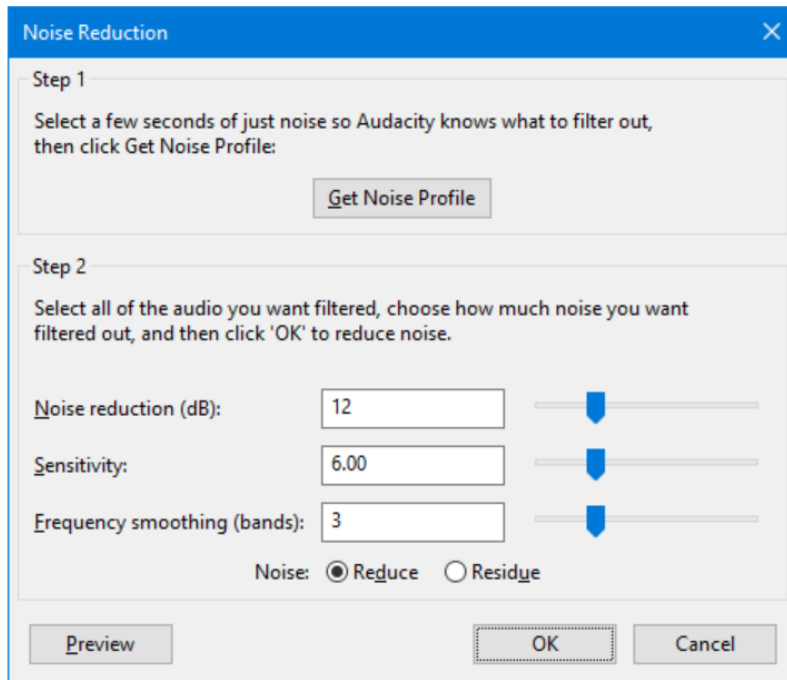 Noise Reduction
Step 1
Select a few seconds of just noise so Audacity knows what to filter out,
then click Get Noise Profile:
Get Noise Profile
Step 2
Select all of the audio you want filtered, choose how much noise you want
filtered out, and then click 'OK' to reduce noise.
Noise reduction (dB): 12
Sensitivity: 6.00
Frequency smoothing (bands): 3
Noise: Reduce Residue
Preview OK Cancel